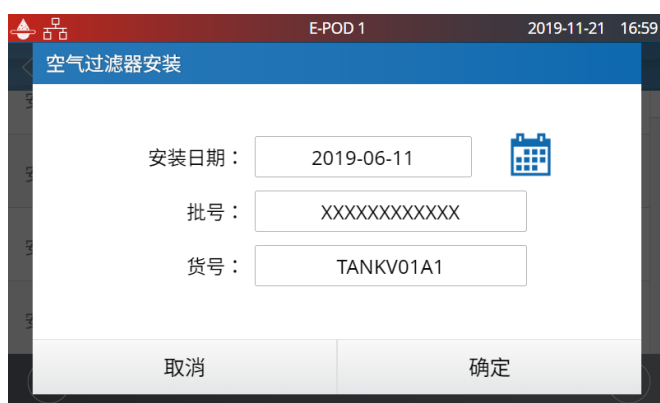 E-POD 1 2019-11-21 16:59
空气过滤器安装
安装日期： 2019-06-11
批号： XXXXXXXXXXXX
货号： TANKV01A1
取消 确定